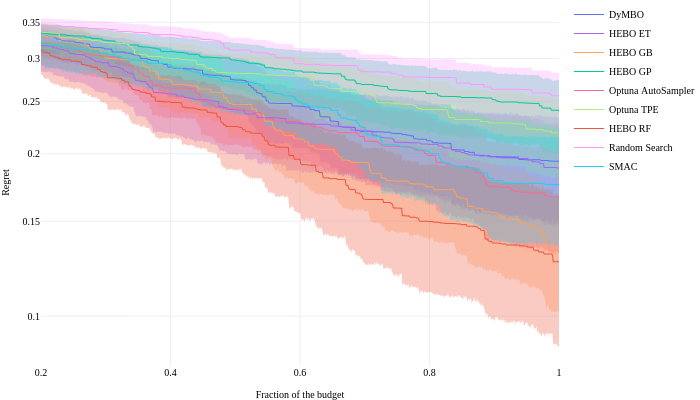 0.35
0.3
0.25
0.2
0.15
0.1
Regret
0.2 0.4 0.6 0.8 1
Fraction of the budget
DyMBO
HEBO ET
HEBO GB
HEBO GP
Optuna AutoSampler
Optuna TPE
HEBO RF
Random Search
SMAC